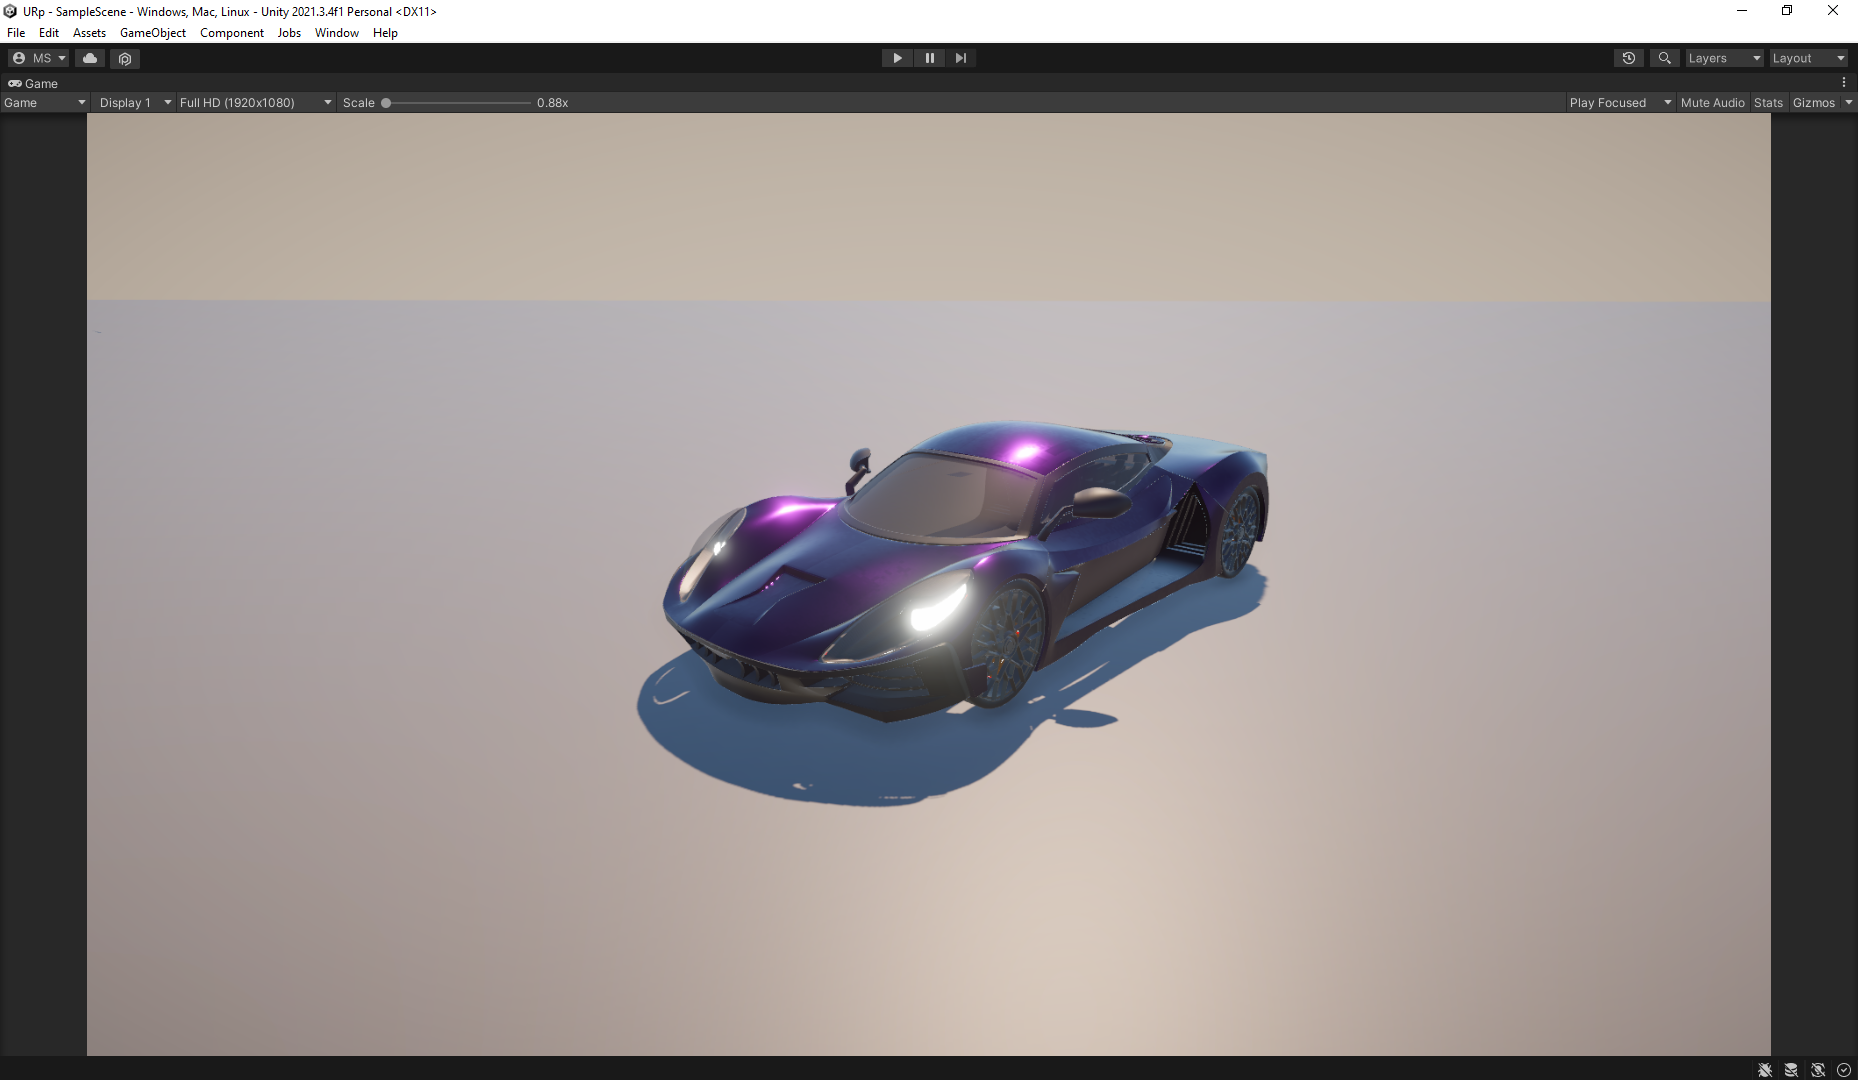 URp - SampleScene - Windows, Mac, Linux - Unity 2021.3.4f1 Personal <DX11>
File Edit Assets GameObject Component Jobs Window Help
MS Layers Layout
Game
Game Display 1 Full HD (1920x1080) Scale 0.88x Play Focused Mute Audio Stats Gizmos